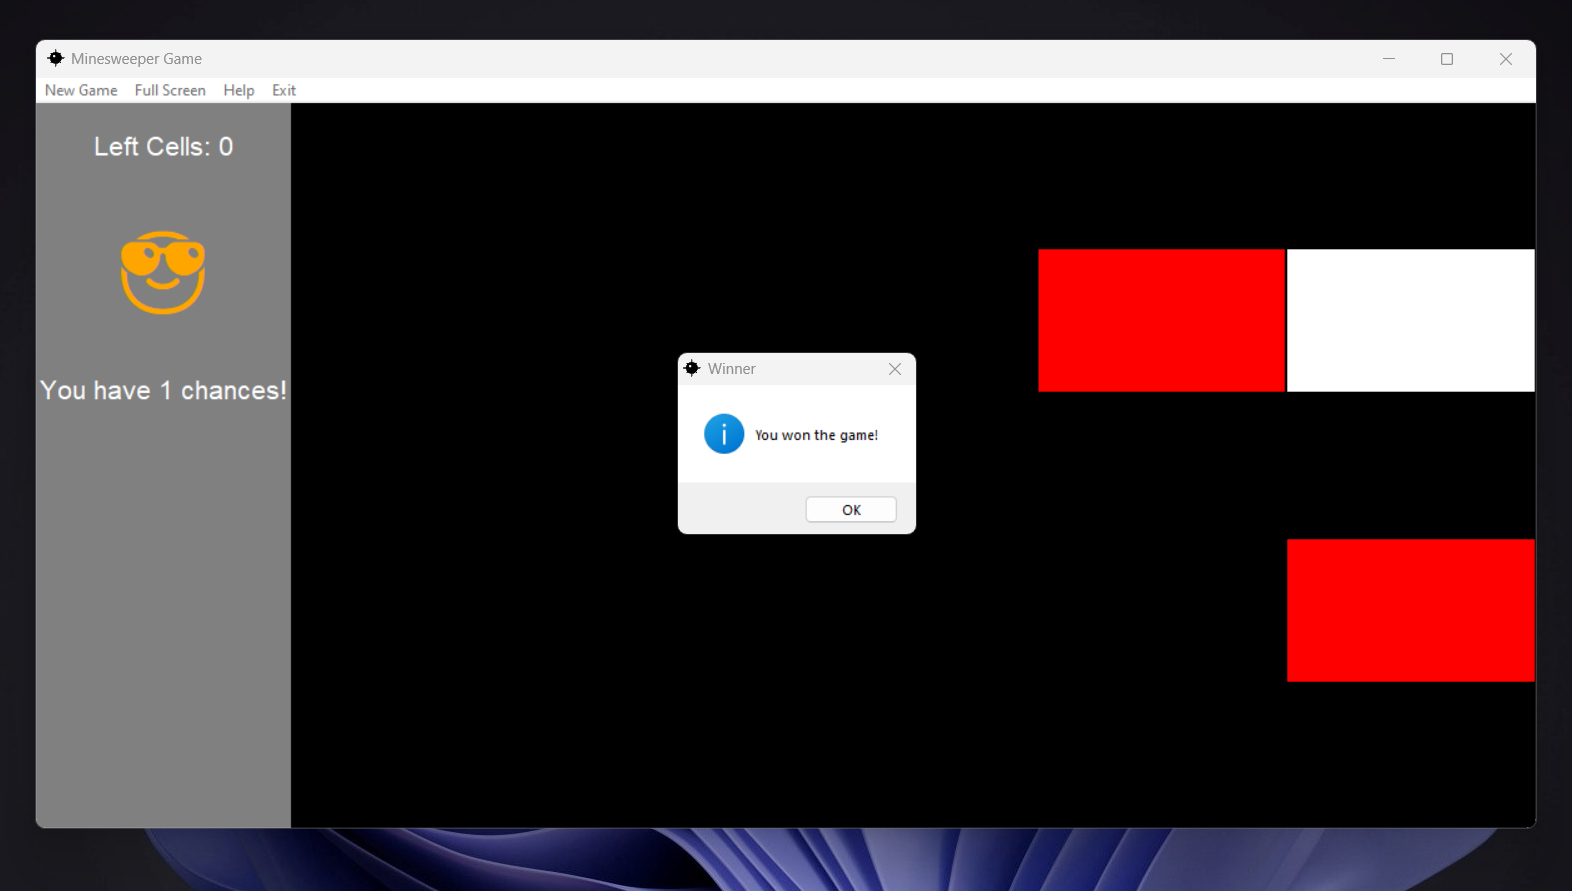 Minesweeper Game
New Game Full Screen Help Exit
Left Cells: 0
You have 1 chances!
Winner
You won the game!
OK